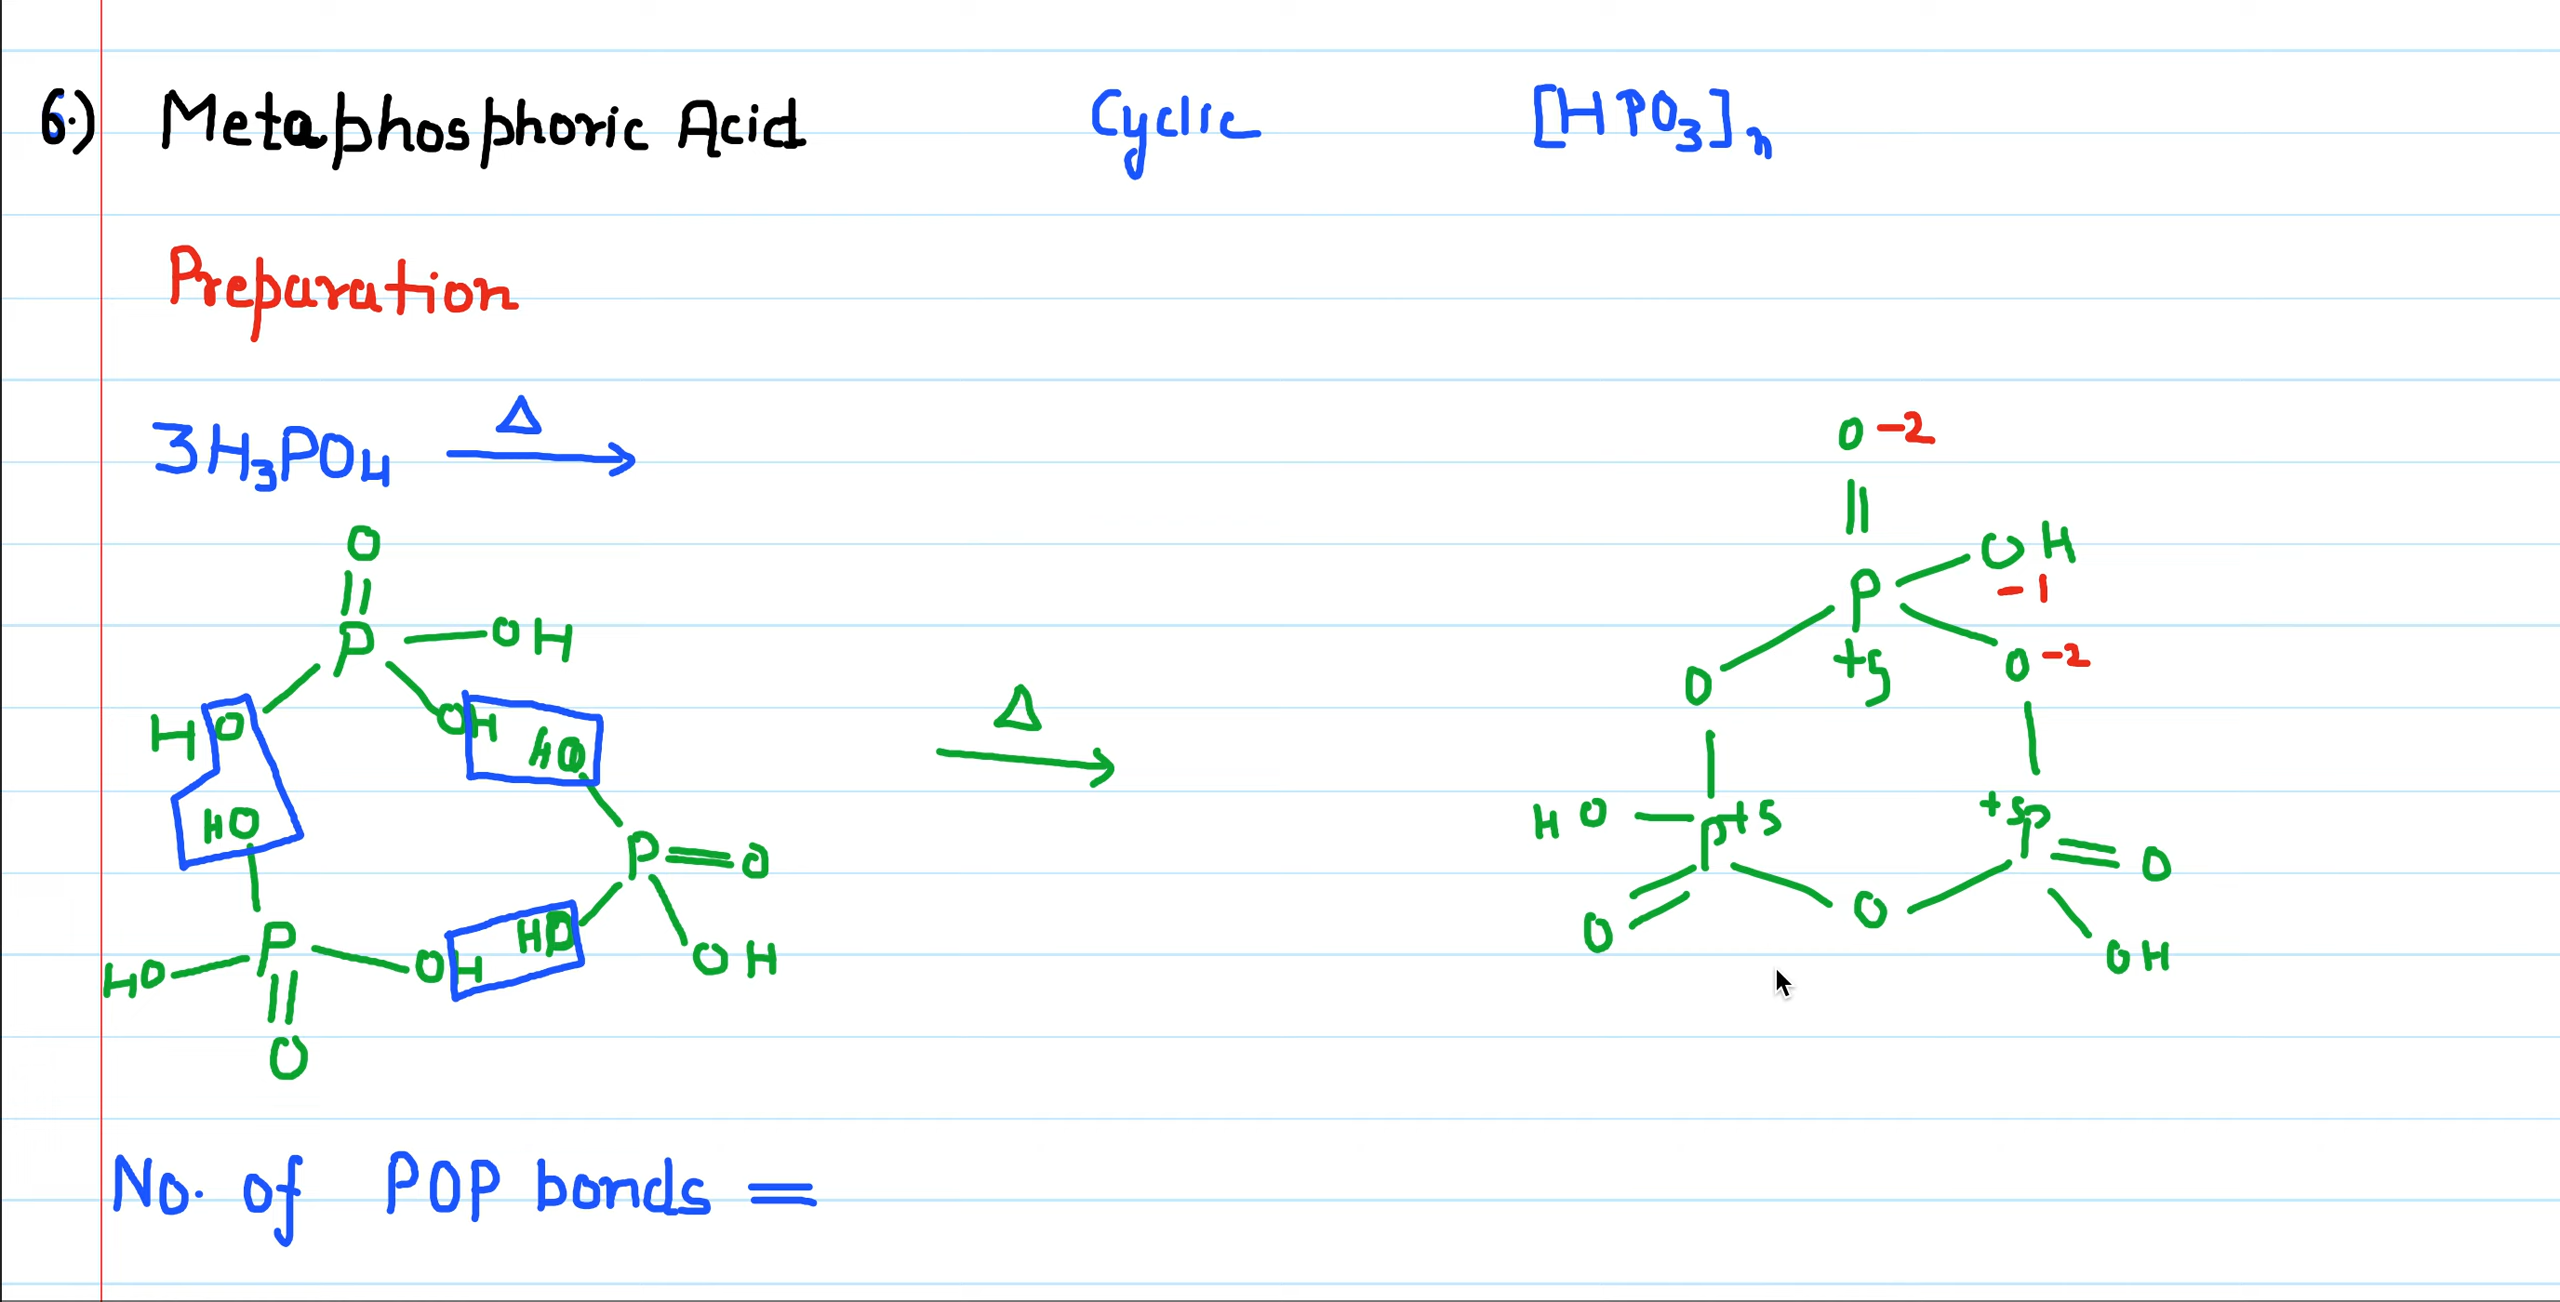 6.) Metaphosphoric Acid Cyclic [HPO3]n
Preparation
3H3PO4 Δ →
O O -2
|| ||
P — OH P OH -1
+5 O -2
HO OH O
HO HO Δ →
P = O HO — P +5 +5 P = O
HO — P OH HO OH O O OH
||
O
No. of POP bonds =